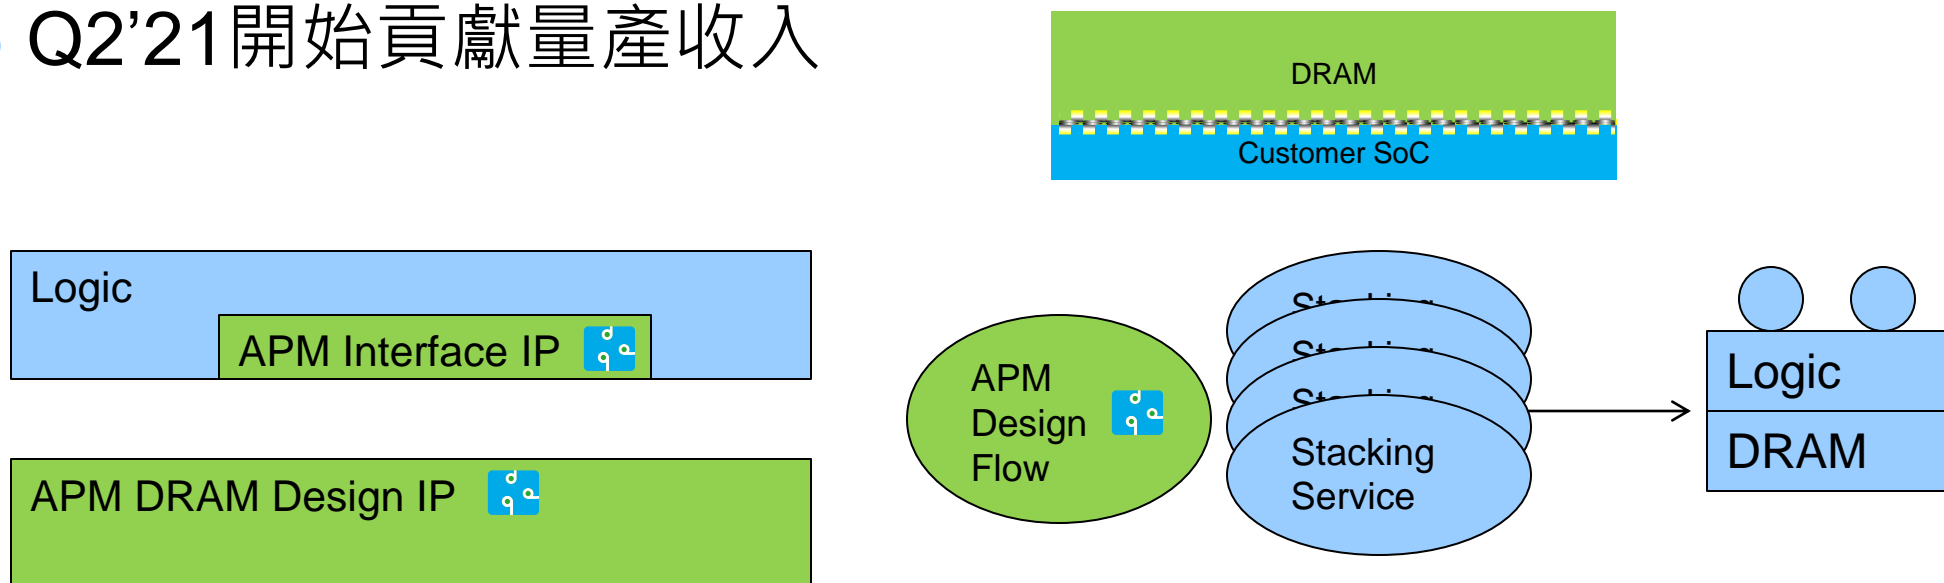 Q2’21開始貢獻量產收入
DRAM
Customer SoC
Logic
APM Interface IP
APM DRAM Design IP
APM
Design
Flow
Stacking
Service
Logic
DRAM